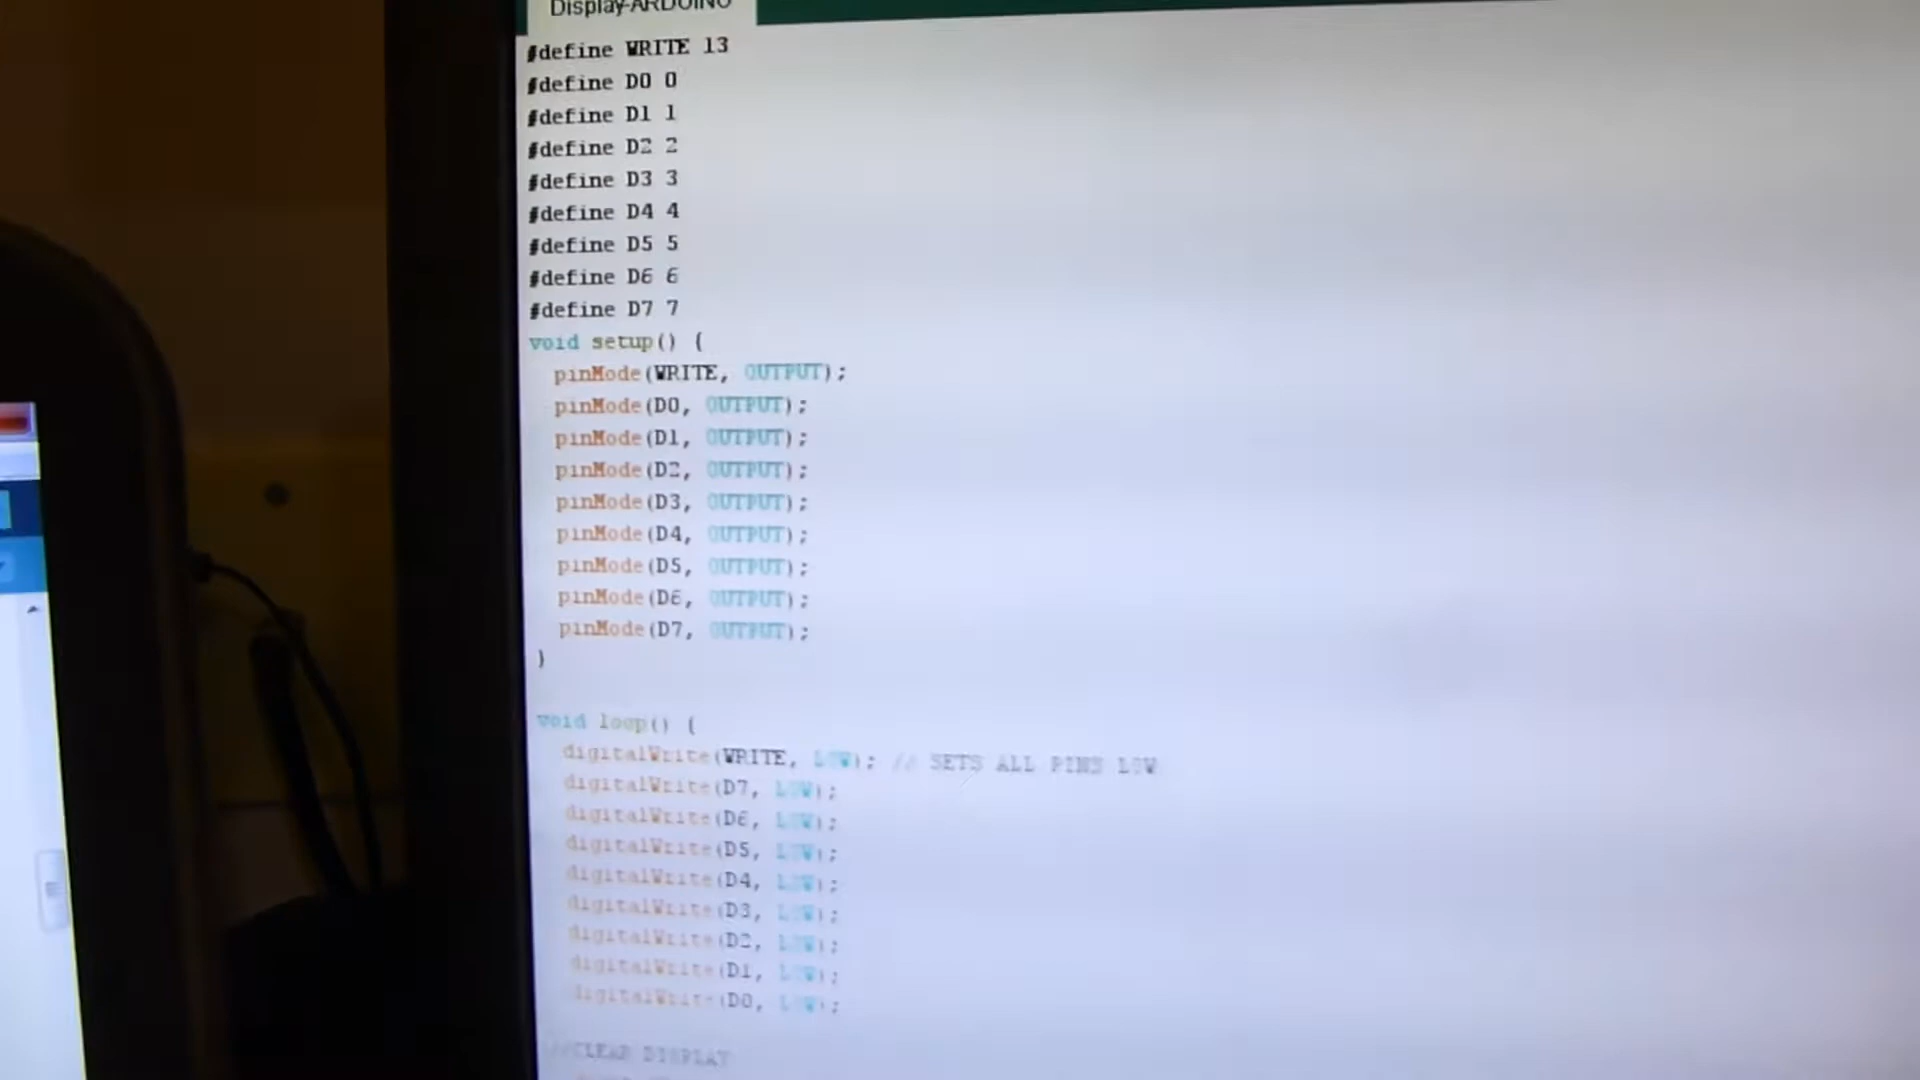 Display-ARDUINO
#define WRITE 13
#define D0 0
#define D1 1
#define D2 2
#define D3 3
#define D4 4
#define D5 5
#define D6 6
#define D7 7
void setup() {
  pinMode(WRITE, OUTPUT);
  pinMode(D0, OUTPUT);
  pinMode(D1, OUTPUT);
  pinMode(D2, OUTPUT);
  pinMode(D3, OUTPUT);
  pinMode(D4, OUTPUT);
  pinMode(D5, OUTPUT);
  pinMode(D6, OUTPUT);
  pinMode(D7, OUTPUT);
}
void loop() {
  digitalWrite(WRITE, LOW); // SETS ALL PINS LOW
  digitalWrite(D7, LOW);
  digitalWrite(D6, LOW);
  digitalWrite(D5, LOW);
  digitalWrite(D4, LOW);
  digitalWrite(D3, LOW);
  digitalWrite(D2, LOW);
  digitalWrite(D1, LOW);
  digitalWrite(D0, LOW);
//CLEAR DISPLAY